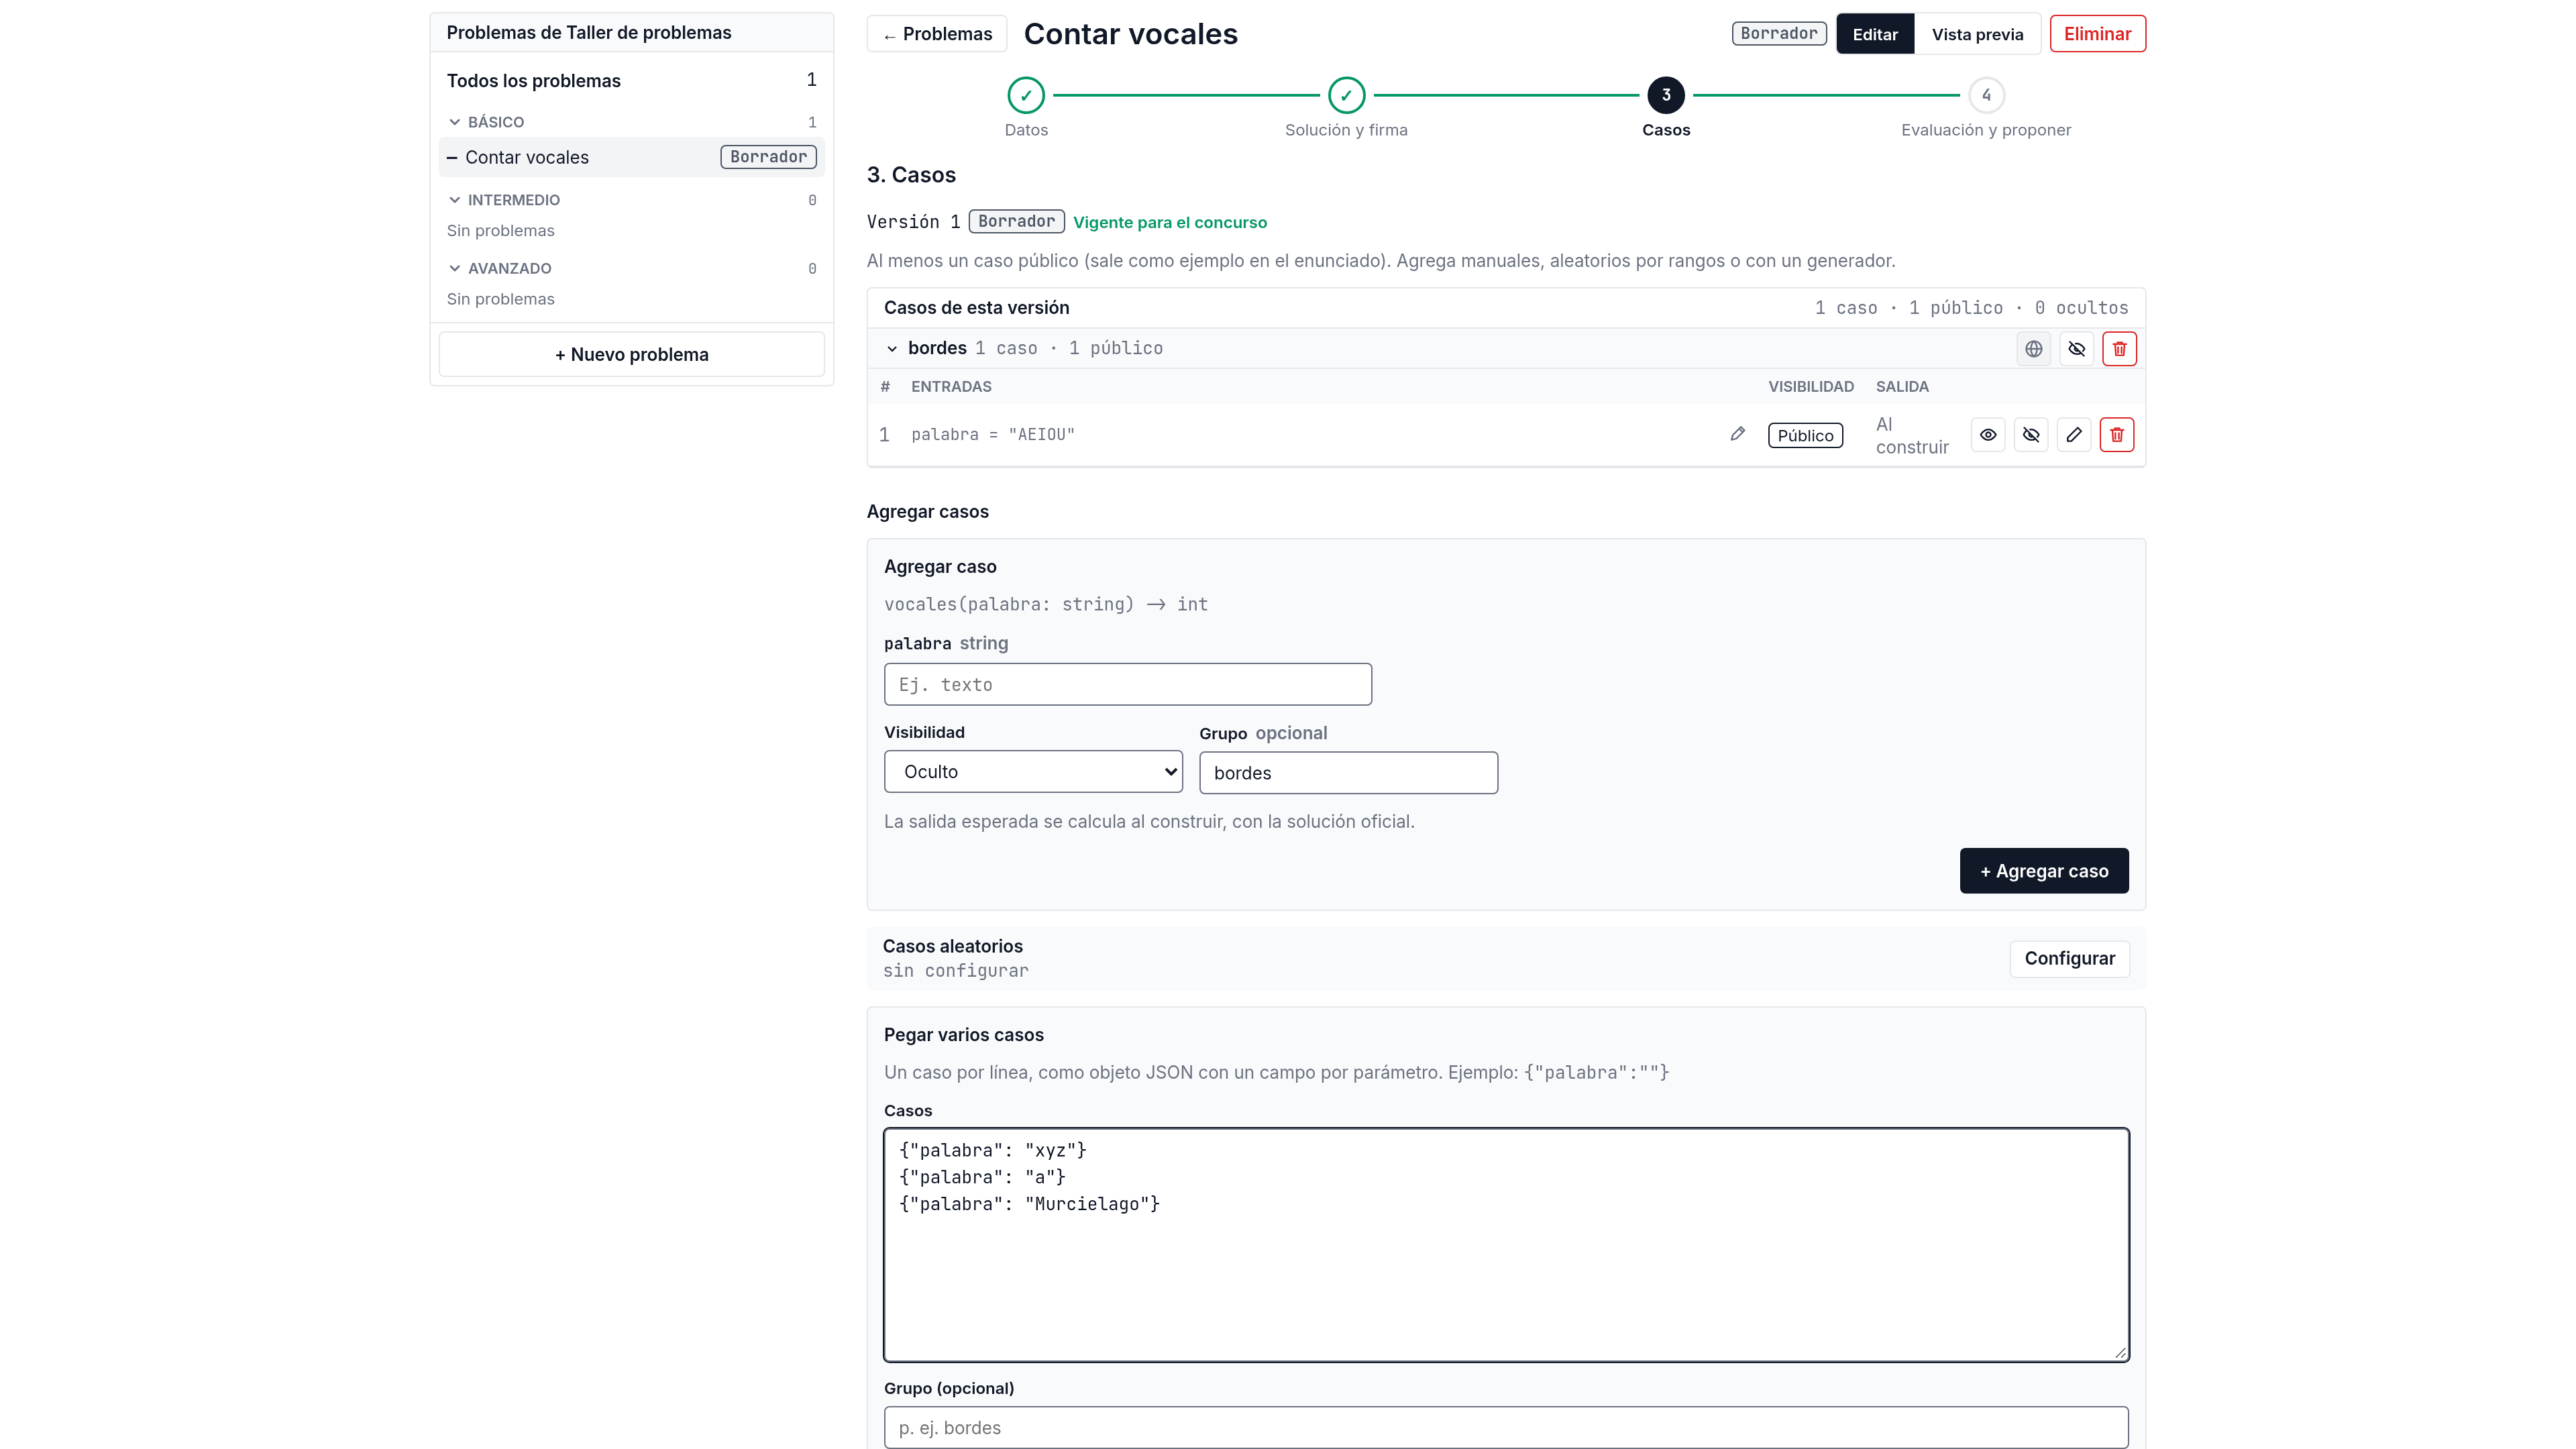 Problemas de Taller de problemas
Todos los problemas 1
BÁSICO 1
– Contar vocales Borrador
INTERMEDIO 0
Sin problemas
AVANZADO 0
Sin problemas
+ Nuevo problema
← Problemas Contar vocales Borrador Editar Vista previa Eliminar
✓ ✓ 3 4
Datos Solución y firma Casos Evaluación y proponer
3. Casos
Versión 1 Borrador Vigente para el concurso
Al menos un caso público (sale como ejemplo en el enunciado). Agrega manuales, aleatorios por rangos o con un generador.
Casos de esta versión 1 caso · 1 público · 0 ocultos
bordes 1 caso · 1 público
# ENTRADAS VISIBILIDAD SALIDA
1 palabra = "AEIOU" Público Al construir
Agregar casos
Agregar caso
vocales(palabra: string) → int
palabra string
Ej. texto
Visibilidad Grupo opcional
Oculto bordes
La salida esperada se calcula al construir, con la solución oficial.
+ Agregar caso
Casos aleatorios
sin configurar
Configurar
Pegar varios casos
Un caso por línea, como objeto JSON con un campo por parámetro. Ejemplo: {"palabra":""}
Casos
{"palabra": "xyz"}
{"palabra": "a"}
{"palabra": "Murcielago"}
Grupo (opcional)
p. ej. bordes